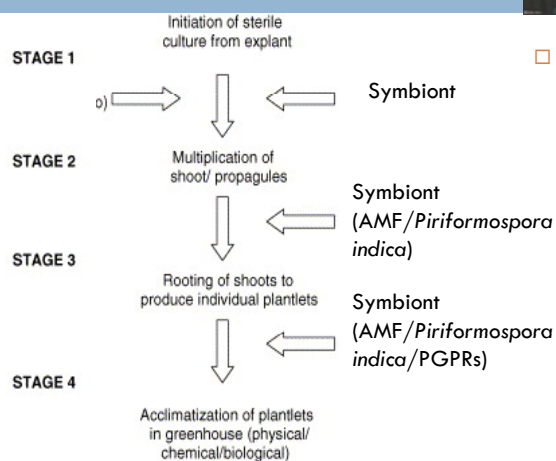 Initiation of sterile
culture from explant
STAGE 1
o)
Symbiont
STAGE 2
Multiplication of
shoot/ propagules
Symbiont
(AMF/Piriformospora
indica)
STAGE 3
Rooting of shoots to
produce individual plantlets
Symbiont
(AMF/Piriformospora
indica/PGPRs)
STAGE 4
Acclimatization of plantlets
in greenhouse (physical/
chemical/biological)